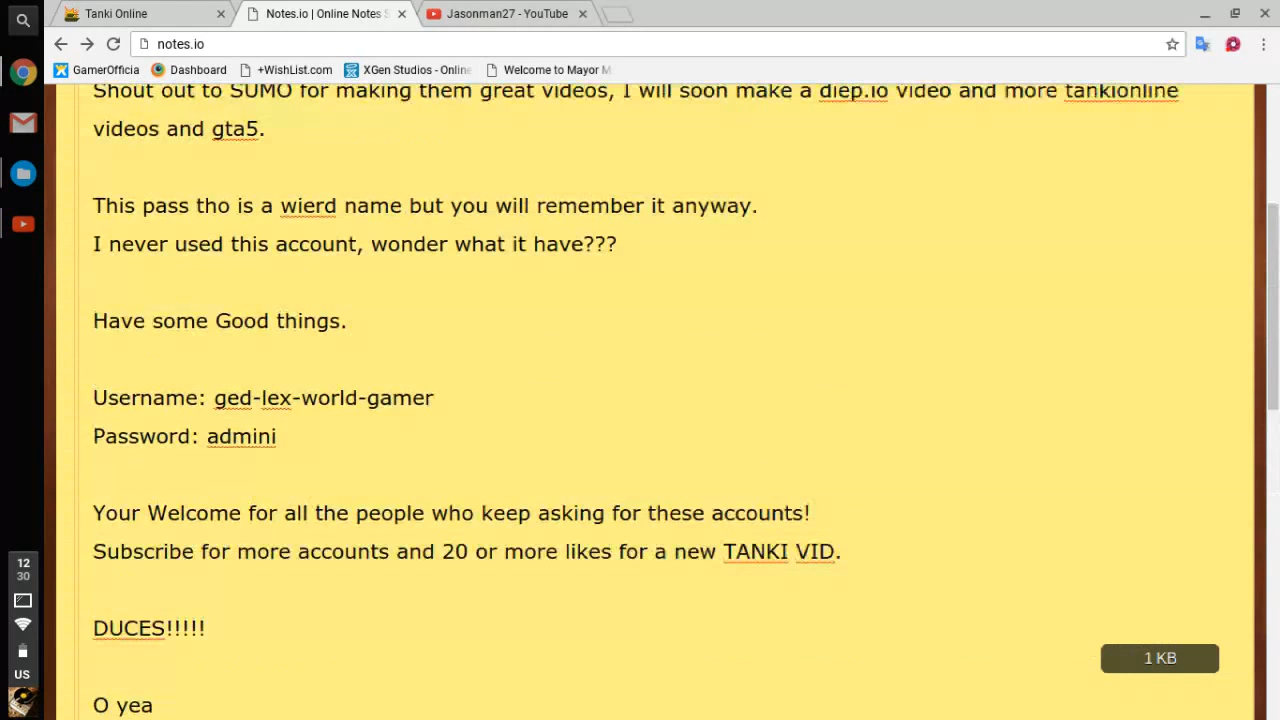 Tanki Online
Notes.io | Online Notes S
Jasonman27 - YouTube
notes.io
GamerOfficia
Dashboard
+WishList.com
XGen Studios - Online
Welcome to Mayor M
Shout out to SUMO for making them great videos, I will soon make a diep.io video and more tankionline
videos and gta5.
This pass tho is a wierd name but you will remember it anyway.
I never used this account, wonder what it have???
Have some Good things.
Username: ged-lex-world-gamer
Password: admini
Your Welcome for all the people who keep asking for these accounts!
Subscribe for more accounts and 20 or more likes for a new TANKI VID.
DUCES!!!!!
O yea
1 KB
12
30
US